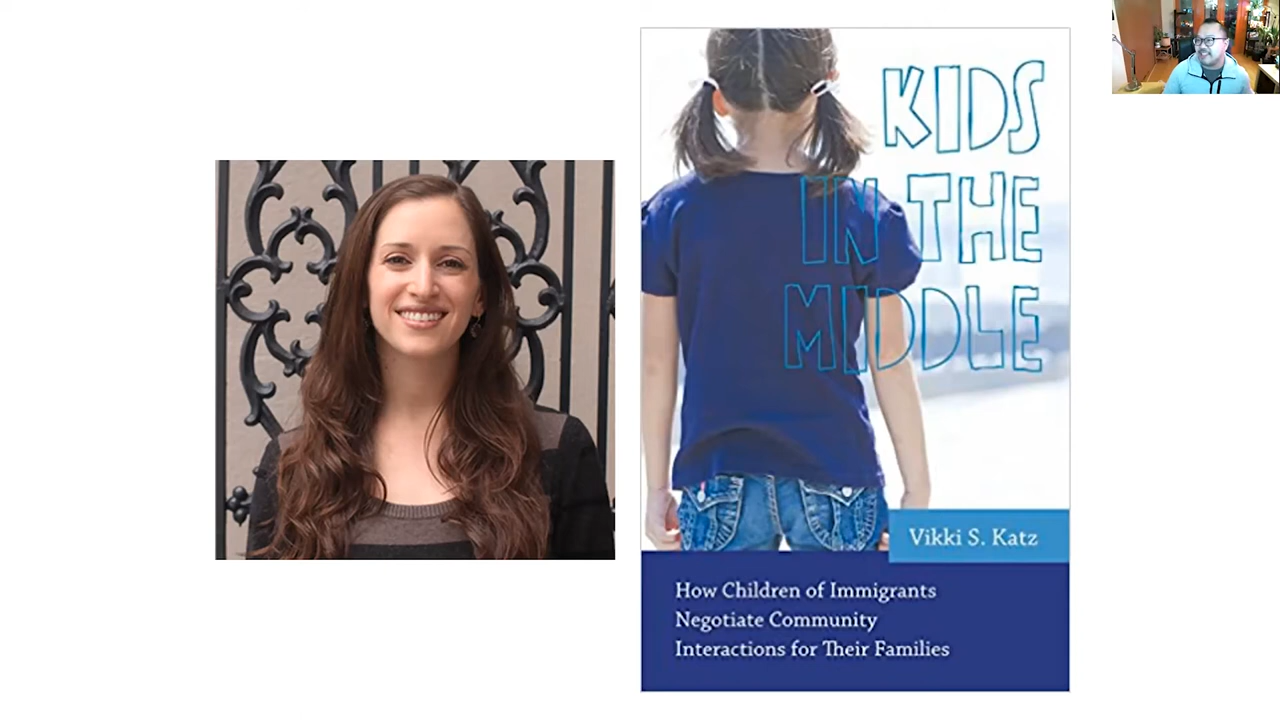 KIDS
IN THE
MIDDLE
Vikki S. Katz
How Children of Immigrants
Negotiate Community
Interactions for Their Families